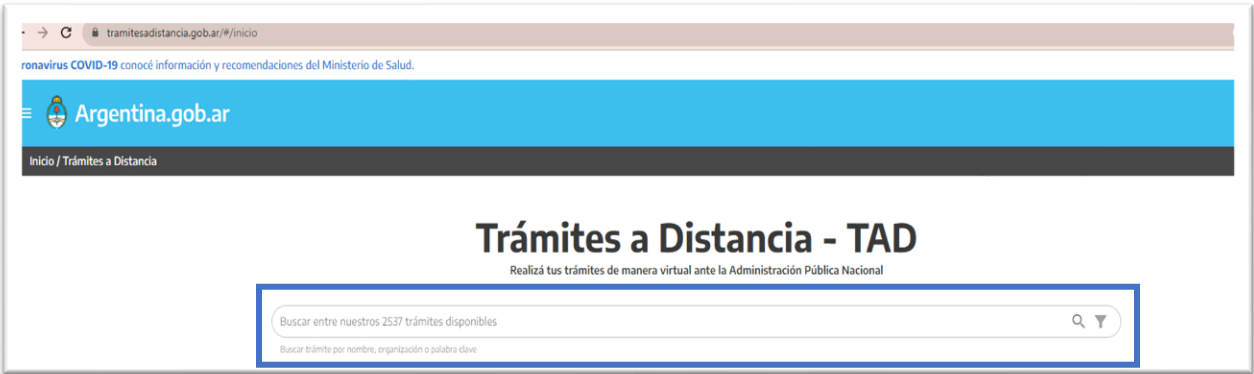 tramitesadistancia.gob.ar/#/inicio
ronavirus COVID-19 conocé información y recomendaciones del Ministerio de Salud.
Argentina.gob.ar
Inicio / Trámites a Distancia
Trámites a Distancia - TAD
Realizá tus trámites de manera virtual ante la Administración Pública Nacional
Buscar entre nuestros 2537 trámites disponibles
Buscar trámite por nombre, organización o palabra clave